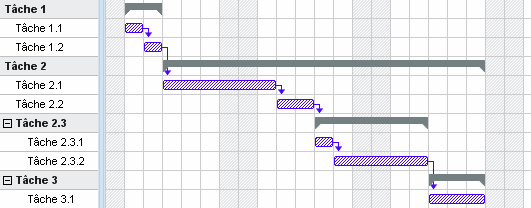 Tâche 1
Tâche 1.1
Tâche 1.2
Tâche 2
Tâche 2.1
Tâche 2.2
Tâche 2.3
Tâche 2.3.1
Tâche 2.3.2
Tâche 3
Tâche 3.1